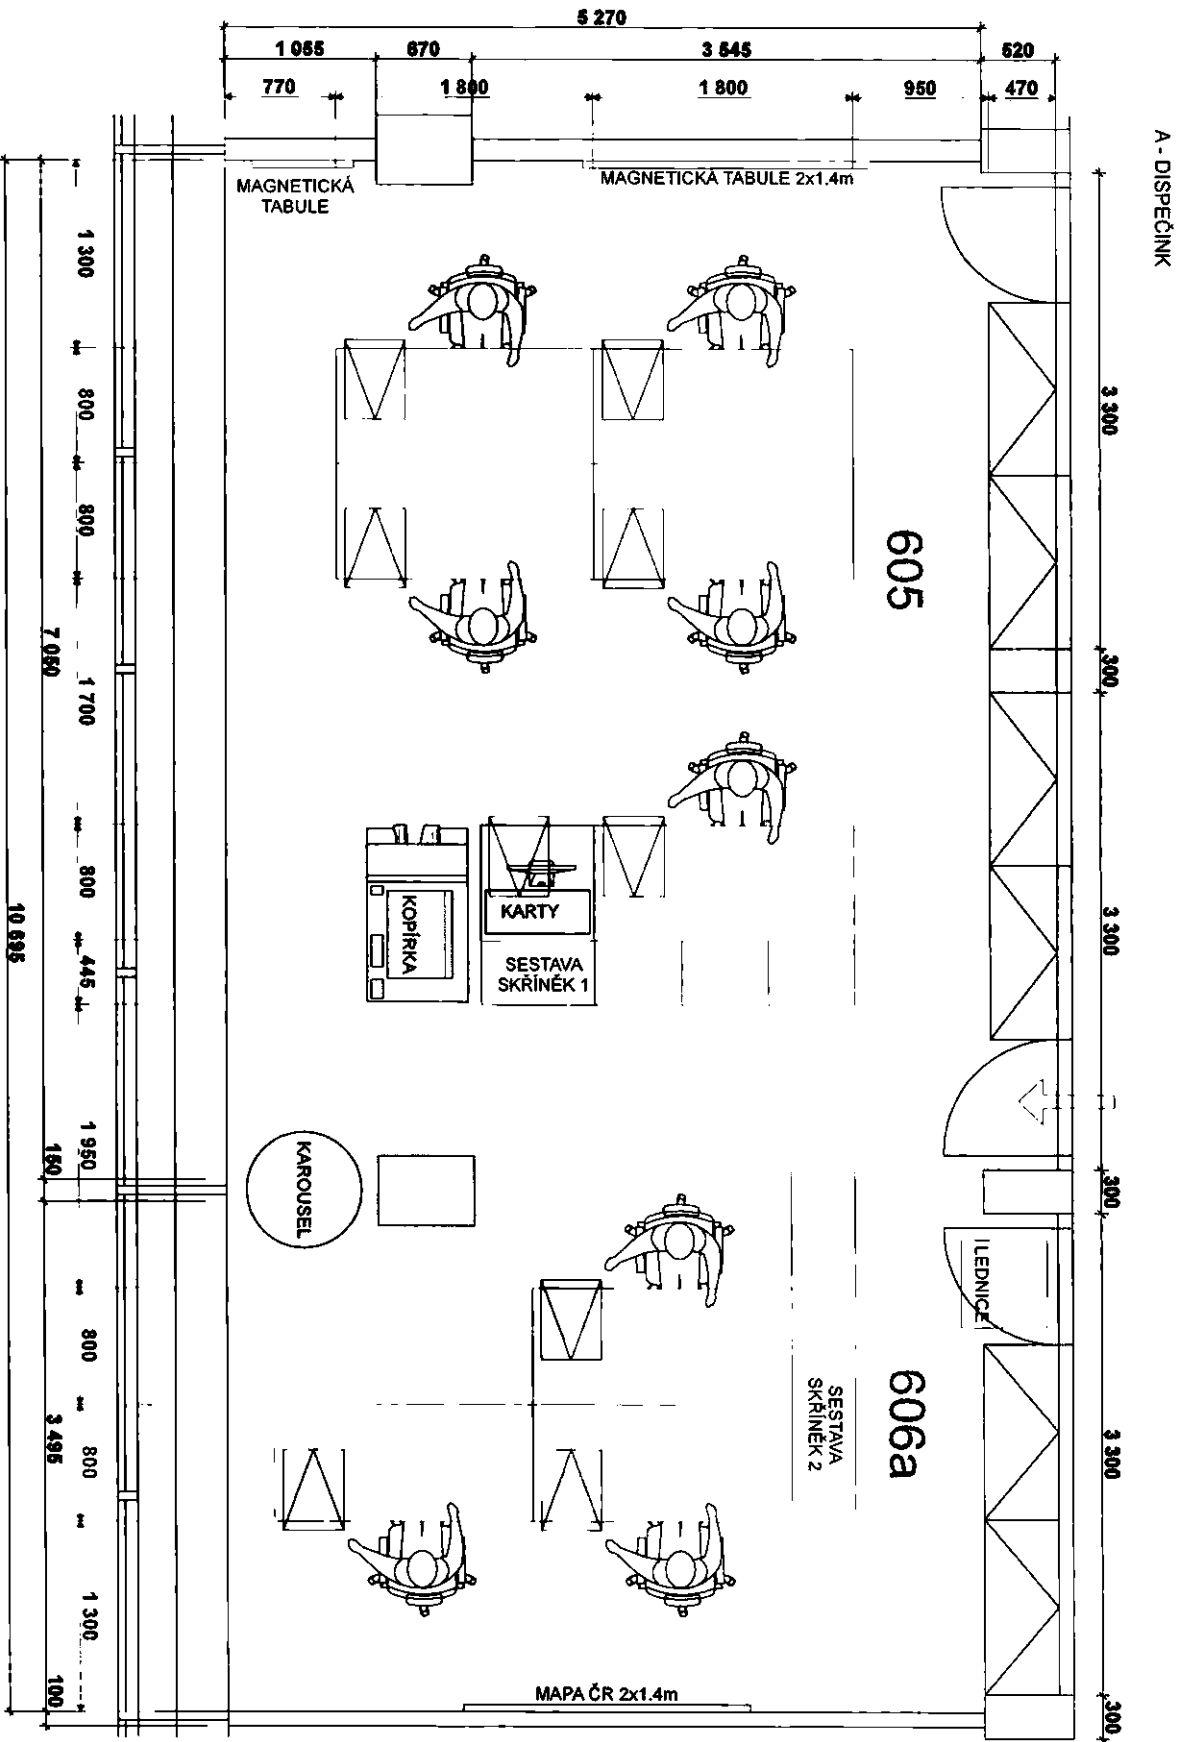 5 270
1 055
670
3 545
520
770
1 800
1 800
950
470
A - DISPEČINK
MAGNETICKÁ
TABULE
MAGNETICKÁ TABULE 2x1.4m
1 300
800
800
1 700
800
445
1 950
800
800
1 300
7 050
150
3 495
100
10 695
3 300
300
3 300
300
3 300
300
605
KOPÍRKA
KARTY
SESTAVA
SKŘÍNĚK 1
KAROUSEL
LEDNICE
606a
SESTAVA
SKŘÍNĚK 2
MAPA ČR 2x1.4m